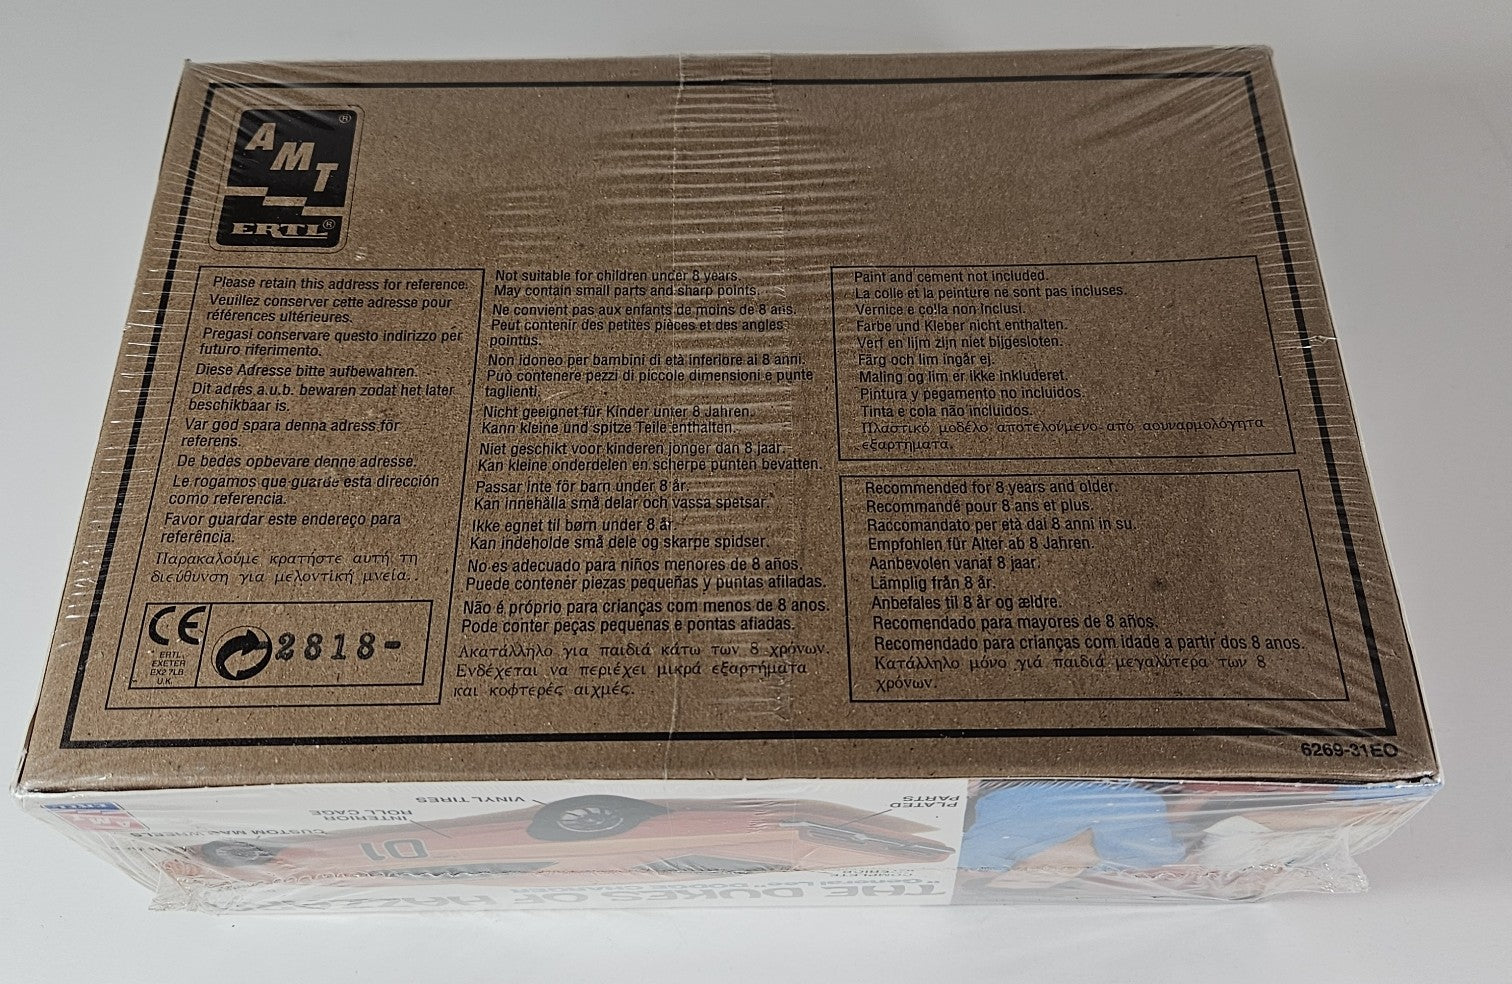 AMT®
ERTL®
Please retain this address for reference.
Veuillez conserver cette adresse pour
références ultérieures.
Pregasi conservare questo indirizzo per
futuro riferimento.
Diese Adresse bitte aufbewahren.
Dit adres a.u.b. bewaren zodat het later
beschikbaar is.
Var god spara denna adress för
referens.
De bedes opbevare denne adresse.
Le rogamos que guarde esta dirección
como referencia.
Favor guardar este endereço para
referência.
Παρακαλούμε κρατήστε αυτή τη
διεύθυνση για μελοντική μνεία.
CE
ERTL,
EXETER
EX2 7LB
U.K.
2818-
Not suitable for children under 8 years.
May contain small parts and sharp points.
Ne convient pas aux enfants de moins de 8 ans.
Peut contenir des petites pièces et des angles
pointus.
Non idoneo per bambini di età inferiore ai 8 anni.
Può contenere pezzi di piccole dimensioni e punte
taglienti.
Nicht geeignet für Kinder unter 8 Jahren.
Kann kleine und spitze Teile enthalten.
Niet geschikt voor kinderen jonger dan 8 jaar.
Kan kleine onderdelen en scherpe punten bevatten.
Passar inte för barn under 8 år.
Kan innehålla små delar och vassa spetsar.
Ikke egnet til børn under 8 år.
Kan indeholde små dele og skarpe spidser.
No es adecuado para niños menores de 8 años.
Puede contener piezas pequeñas y puntas afiladas.
Não é próprio para crianças com menos de 8 anos.
Pode conter peças pequenas e pontas afiadas.
Ακατάλληλο για παιδιά κάτω των 8 χρόνων.
Ενδέχεται να περιέχει μικρά εξαρτήματα
και κοφτερές αιχμές.
Paint and cement not included.
La colle et la peinture ne sont pas incluses.
Vernice e colla non inclusi.
Farbe und Kleber nicht enthalten.
Verf en lijm zijn niet bijgesloten.
Färg och lim ingår ej.
Maling og lim er ikke inkluderet.
Pintura y pegamento no incluidos.
Tinta e cola não incluidos.
Πλαστικό μοδέλο αποτελούμενο από αουναρμολόγητα
εξαρτήματα.
Recommended for 8 years and older.
Recommandé pour 8 ans et plus.
Raccomandato per età dai 8 anni in su.
Empfohlen für Alter ab 8 Jahren.
Aanbevolen vanaf 8 jaar.
Lämplig från 8 år.
Anbefales til 8 år og ældre.
Recomendado para mayores de 8 años.
Recomendado para crianças com idade a partir dos 8 anos.
Κατάλληλο μόνο γιά παιδιά μεγαλύτερα των 8
χρόνων.
6269-31EO
AMT
ERTL
VINYL TIRES
INTERIOR
ROLL CAGE
CUSTOM MAG WHEELS
PLATED
PARTS
01
COMPLETE
THE DUKES OF
"General Lee" DODGE CHARGER